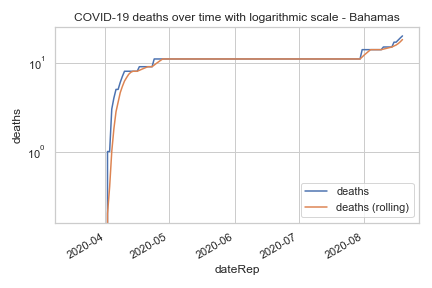 COVID-19 deaths over time with logarithmic scale - Bahamas
10¹
10⁰
deaths
deaths
deaths (rolling)
2020-04
2020-05
2020-06
2020-07
2020-08
dateRep